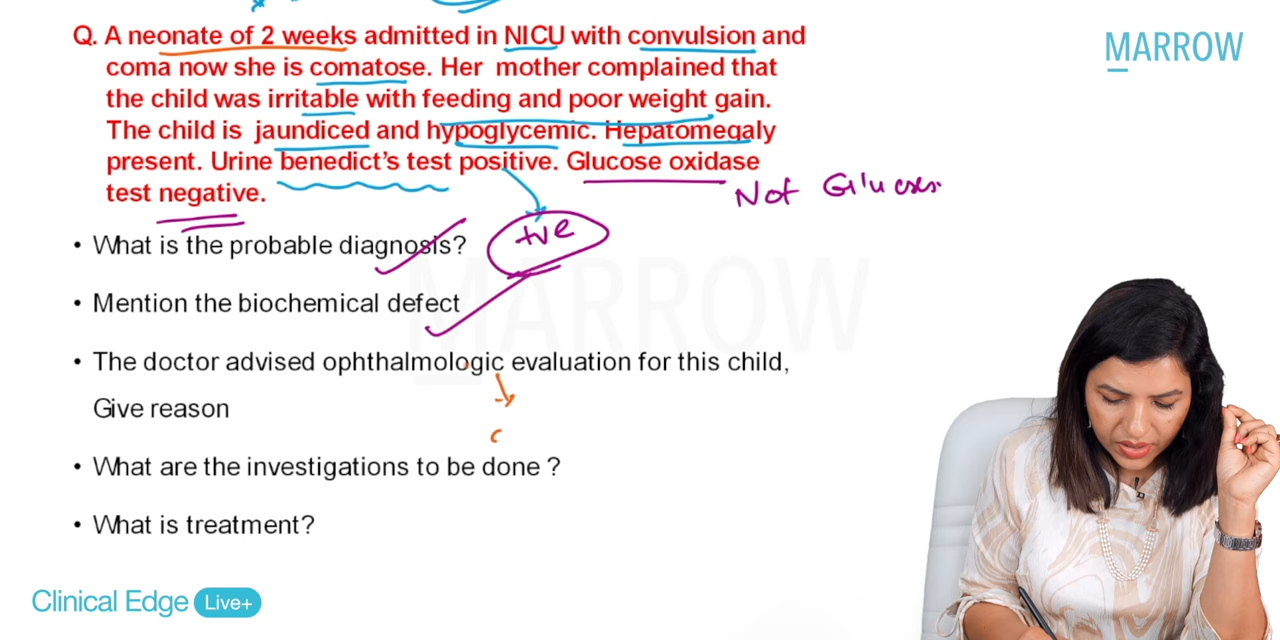 MARROW
Q. A neonate of 2 weeks admitted in NICU with convulsion and
coma now she is comatose. Her mother complained that
the child was irritable with feeding and poor weight gain.
The child is jaundiced and hypoglycemic. Hepatomegaly
present. Urine benedict's test positive. Glucose oxidase
test negative.
Not Glucose
+ve
• What is the probable diagnosis?
• Mention the biochemical defect
• The doctor advised ophthalmologic evaluation for this child,
Give reason
• What are the investigations to be done ?
• What is treatment?
MARROW
Clinical Edge Live+